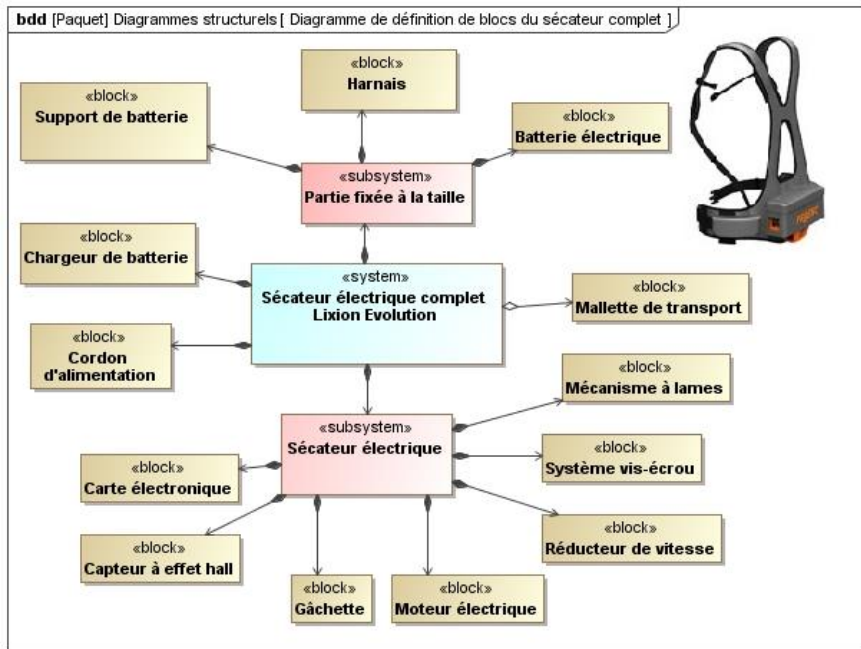 bdd [Paquet] Diagrammes structurels [ Diagramme de définition de blocs du sécateur complet ]
«block»
Harnais
«block»
Support de batterie
«block»
Batterie électrique
«subsystem»
Partie fixée à la taille
«block»
Chargeur de batterie
«system»
Sécateur électrique complet
Lixion Evolution
«block»
Mallette de transport
«block»
Cordon
d'alimentation
«block»
Mécanisme à lames
«subsystem»
Sécateur électrique
«block»
Système vis-écrou
«block»
Carte électronique
«block»
Réducteur de vitesse
«block»
Capteur à effet hall
«block»
Gâchette
«block»
Moteur électrique